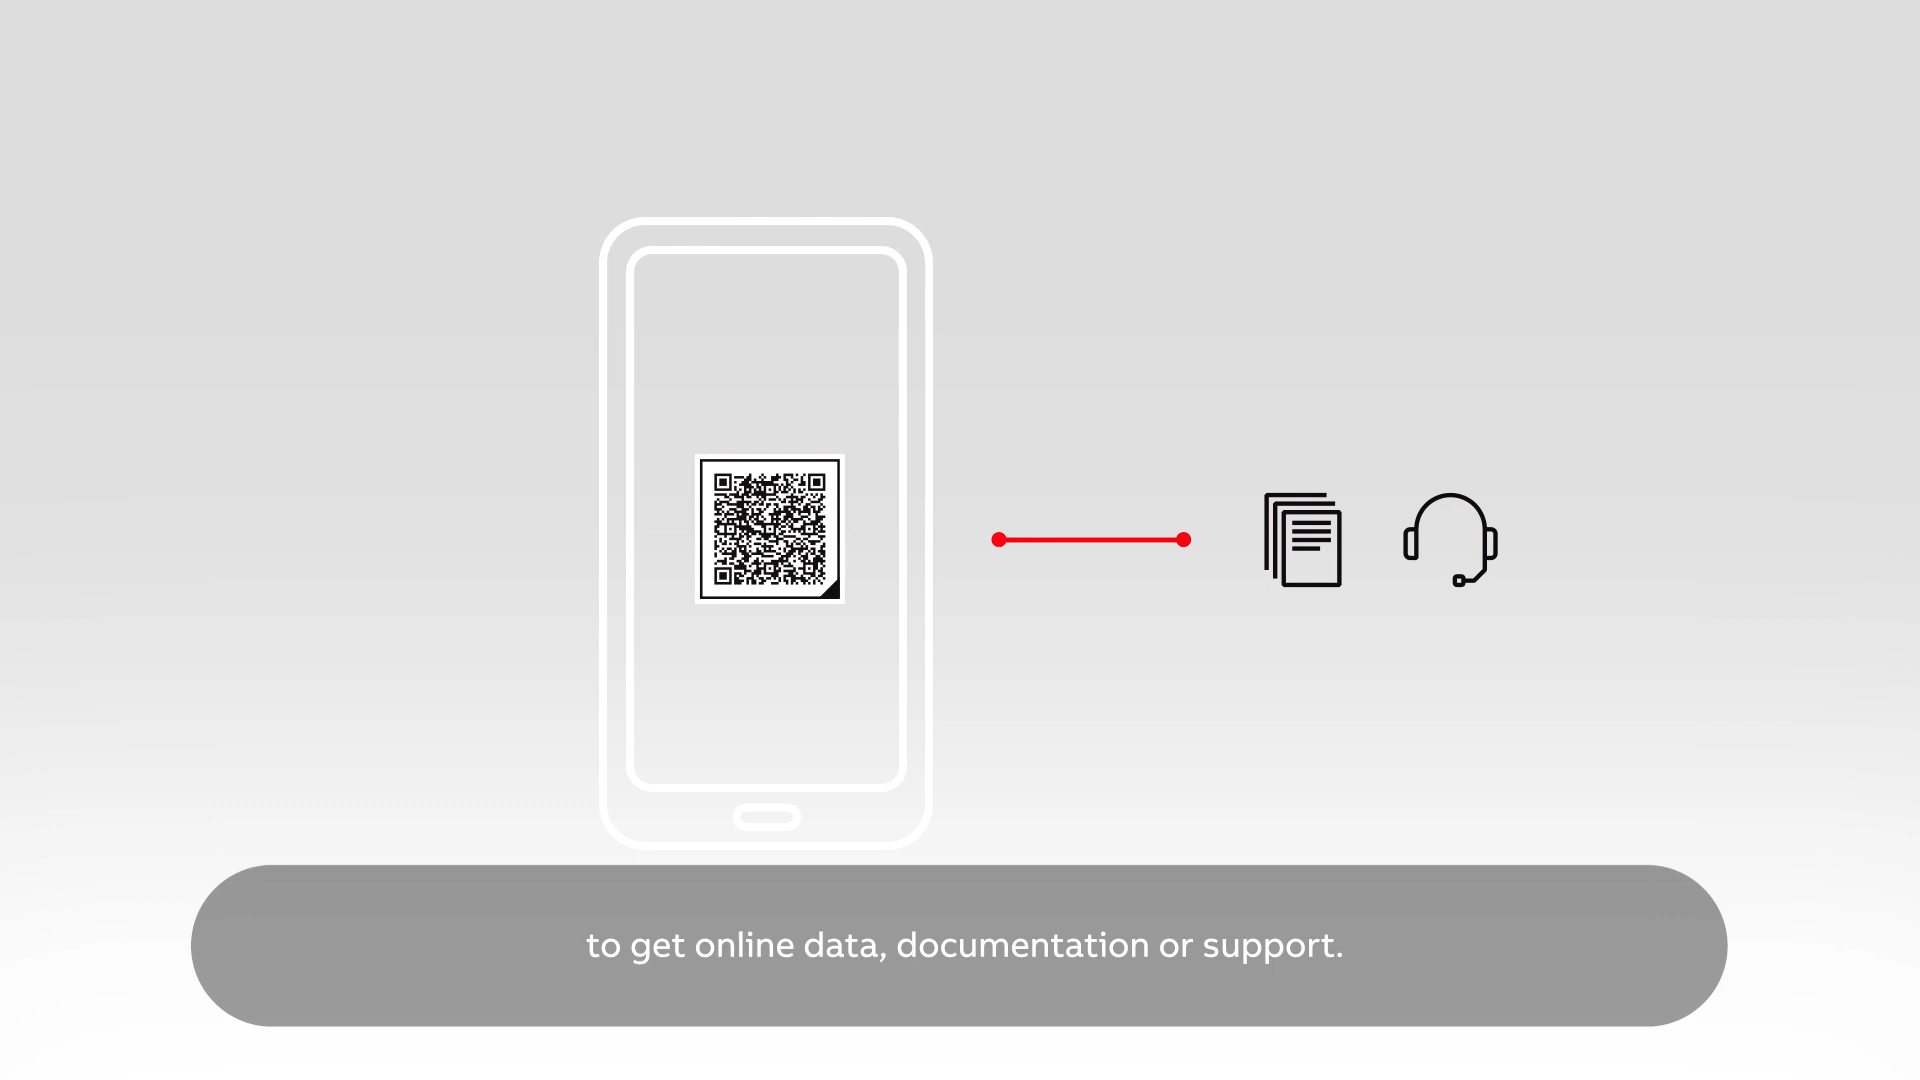 to get online data, documentation or support.